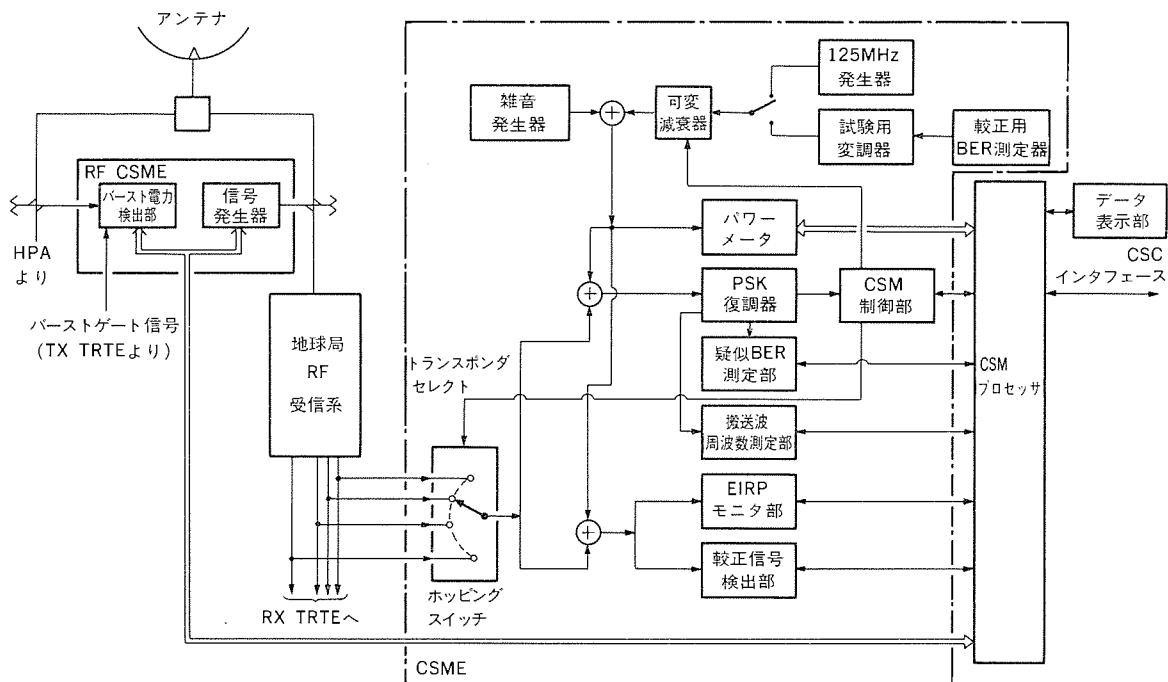 アンテナ
RF CSME
バースト電力
検出部
信号
発生器
HPA
より
バーストゲート信号
(TX TRTEより)
地球局
RF
受信系
RX TRTEへ
トランスポンダ
セレクト
ホッピング
スイッチ
CSME
雑音
発生器
可変
減衰器
125MHz
発生器
試験用
変調器
較正用
BER測定器
パワー
メータ
PSK
復調器
CSM
制御部
疑似BER
測定部
搬送波
周波数測定部
EIRP
モニタ部
較正信号
検出部
CSM
プロセッサ
データ
表示部
CSC
インタフェース